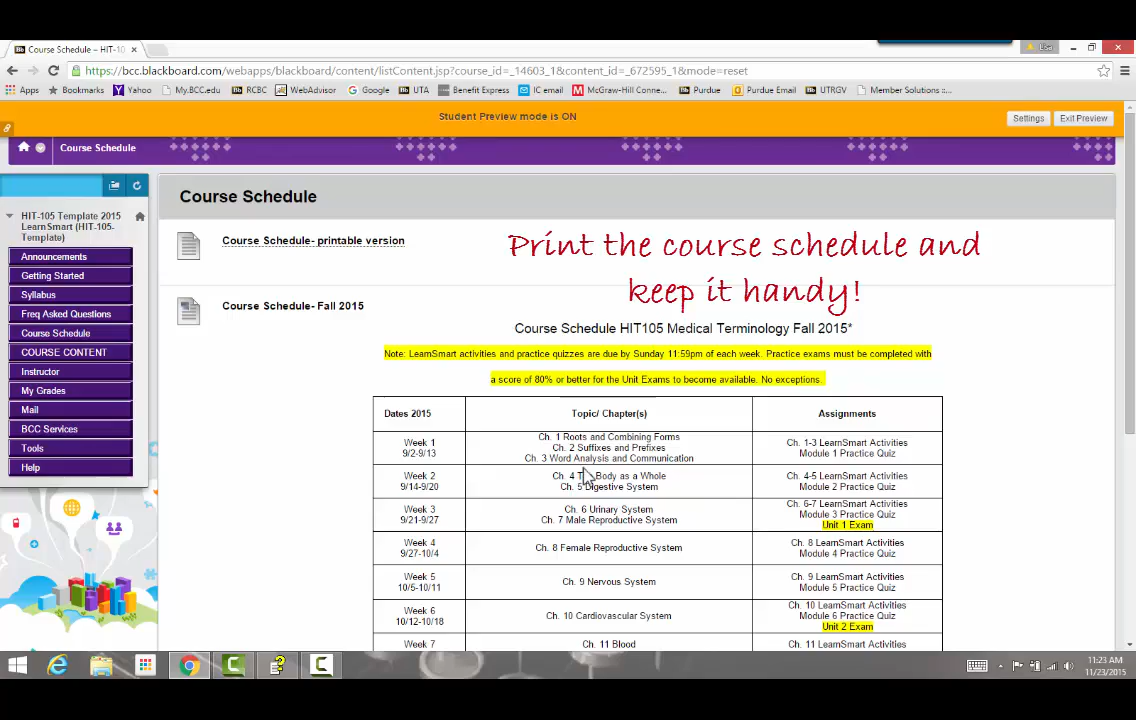 Course Schedule – HIT-10
https://bcc.blackboard.com/webapps/blackboard/content/listContent.jsp?course_id=_14603_1&content_id=_672595_1&mode=reset
Apps Bookmarks Yahoo My.BCC.edu RCBC WebAdvisor Google UTA Benefit Express IC email McGraw-Hill Conne... Purdue Purdue Email UTRGV Member Solutions ::...
Student Preview mode is ON
Settings Exit Preview
Course Schedule
Course Schedule
HIT-105 Template 2015
LearnSmart (HIT-105-
Template)
Announcements
Getting Started
Syllabus
Freq Asked Questions
Course Schedule
COURSE CONTENT
Instructor
My Grades
Mail
BCC Services
Tools
Help
Course Schedule- printable version
Print the course schedule and
keep it handy!
Course Schedule- Fall 2015
Course Schedule HIT105 Medical Terminology Fall 2015*
Note: LearnSmart activities and practice quizzes are due by Sunday 11:59pm of each week. Practice exams must be completed with
a score of 80% or better for the Unit Exams to become available. No exceptions.
Dates 2015 Topic/ Chapter(s) Assignments
Week 1
9/2-9/13
Ch. 1 Roots and Combining Forms
Ch. 2 Suffixes and Prefixes
Ch. 3 Word Analysis and Communication
Ch. 1-3 LearnSmart Activities
Module 1 Practice Quiz
Week 2
9/14-9/20
Ch. 4 Body as a Whole
Ch. 5 Digestive System
Ch. 4-5 LearnSmart Activities
Module 2 Practice Quiz
Week 3
9/21-9/27
Ch. 6 Urinary System
Ch. 7 Male Reproductive System
Ch. 6-7 LearnSmart Activities
Module 3 Practice Quiz
Unit 1 Exam
Week 4
9/27-10/4
Ch. 8 Female Reproductive System
Ch. 8 LearnSmart Activities
Module 4 Practice Quiz
Week 5
10/5-10/11
Ch. 9 Nervous System
Ch. 9 LearnSmart Activities
Module 5 Practice Quiz
Week 6
10/12-10/18
Ch. 10 Cardiovascular System
Ch. 10 LearnSmart Activities
Module 6 Practice Quiz
Unit 2 Exam
Week 7
Ch. 11 Blood
Ch. 11 LearnSmart Activities
11:23 AM
11/23/2015